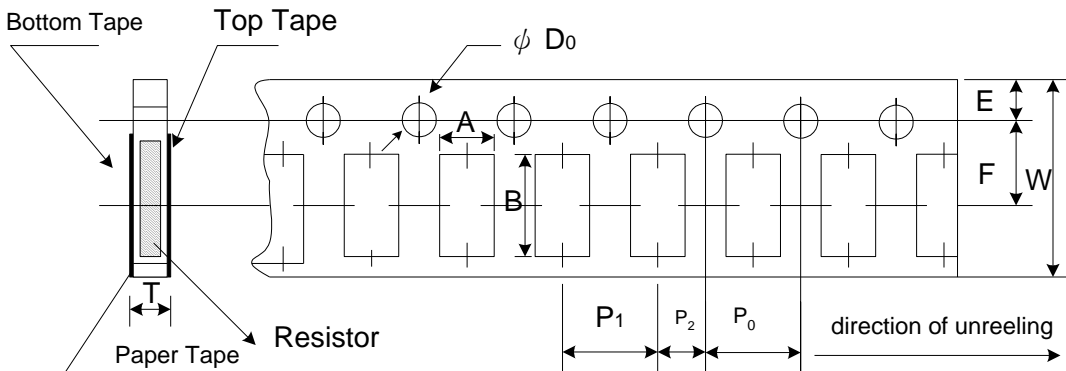 Bottom Tape
Top Tape
ψ D0
E
A
F
W
B
T
P1
P2
P0
Resistor
direction of unreeling
Paper Tape